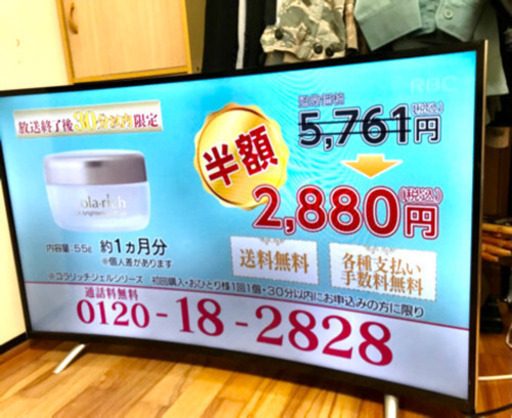 RBC
放送終了後30分以内限定
通常価格
5,761円
(税込)
半額
2,880円
(税込)
ola-rich
内容量:55g 約1ヵ月分
※個人差があります
送料無料
各種支払い
手数料無料
※コラリッチジェルシリーズ 初回購入・おひとり様1回1個・30分以内にお申込みの方に限り
通話料無料
0120-18-2828